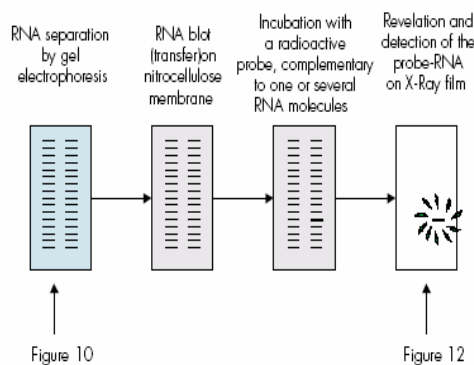 RNA separation
by gel
electrophoresis
RNA blot
(transfer)on
nitrocellulose
membrane
Incubation with
a radioactive
probe, complementary
to one or several
RNA molecules
Revelation and
detection of the
probe-RNA
on X-Ray film
Figure 10
Figure 12